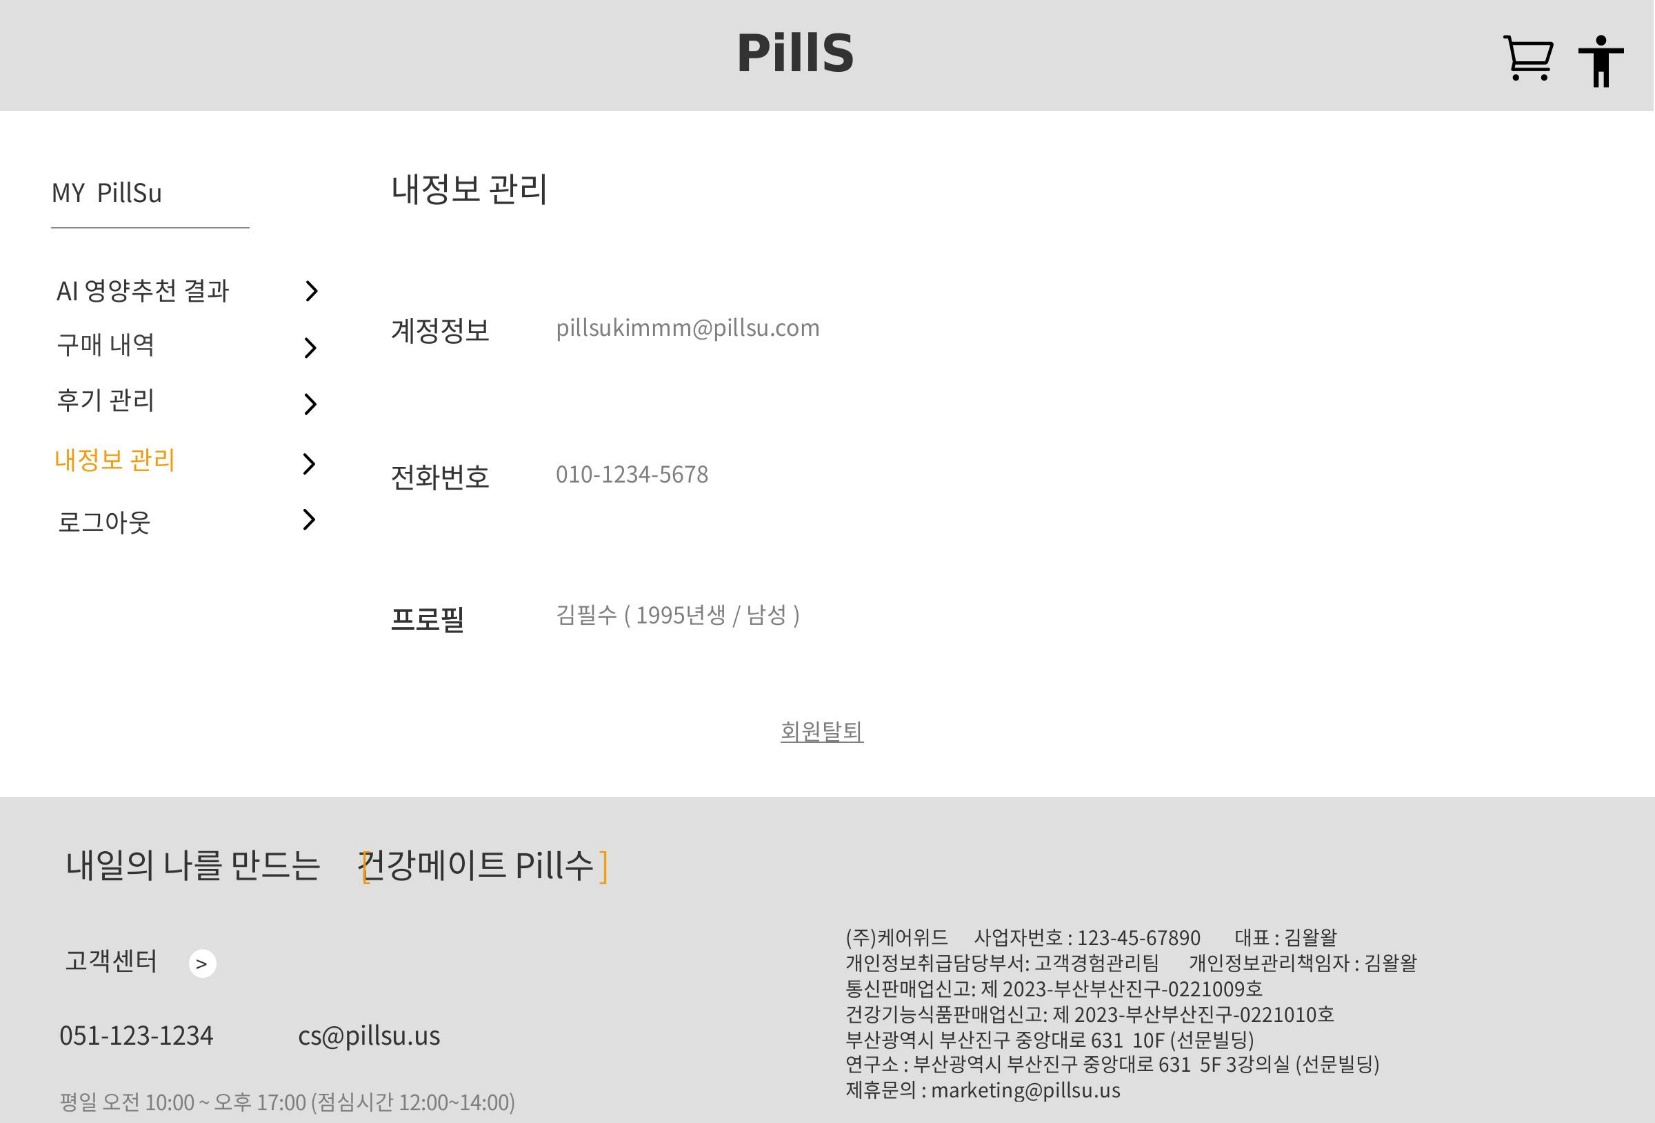 PillS
MY PillSu
내정보 관리
AI 영양추천 결과
구매 내역
후기 관리
내정보 관리
로그아웃
계정정보 pillsukimmm@pillsu.com
전화번호 010-1234-5678
프로필 김필수 ( 1995년생 / 남성 )
회원탈퇴
내일의 나를 만드는 [건강메이트 Pill수]
고객센터 >
051-123-1234 cs@pillsu.us
평일 오전 10:00 ~ 오후 17:00 (점심시간 12:00~14:00)
(주)케어위드 사업자번호 : 123-45-67890 대표 : 김왈왈
개인정보취급담당부서: 고객경험관리팀 개인정보관리책임자 : 김왈왈
통신판매업신고: 제 2023-부산부산진구-0221009호
건강기능식품판매업신고: 제 2023-부산부산진구-0221010호
부산광역시 부산진구 중앙대로 631 10F (선문빌딩)
연구소 : 부산광역시 부산진구 중앙대로 631 5F 3강의실 (선문빌딩)
제휴문의 : marketing@pillsu.us